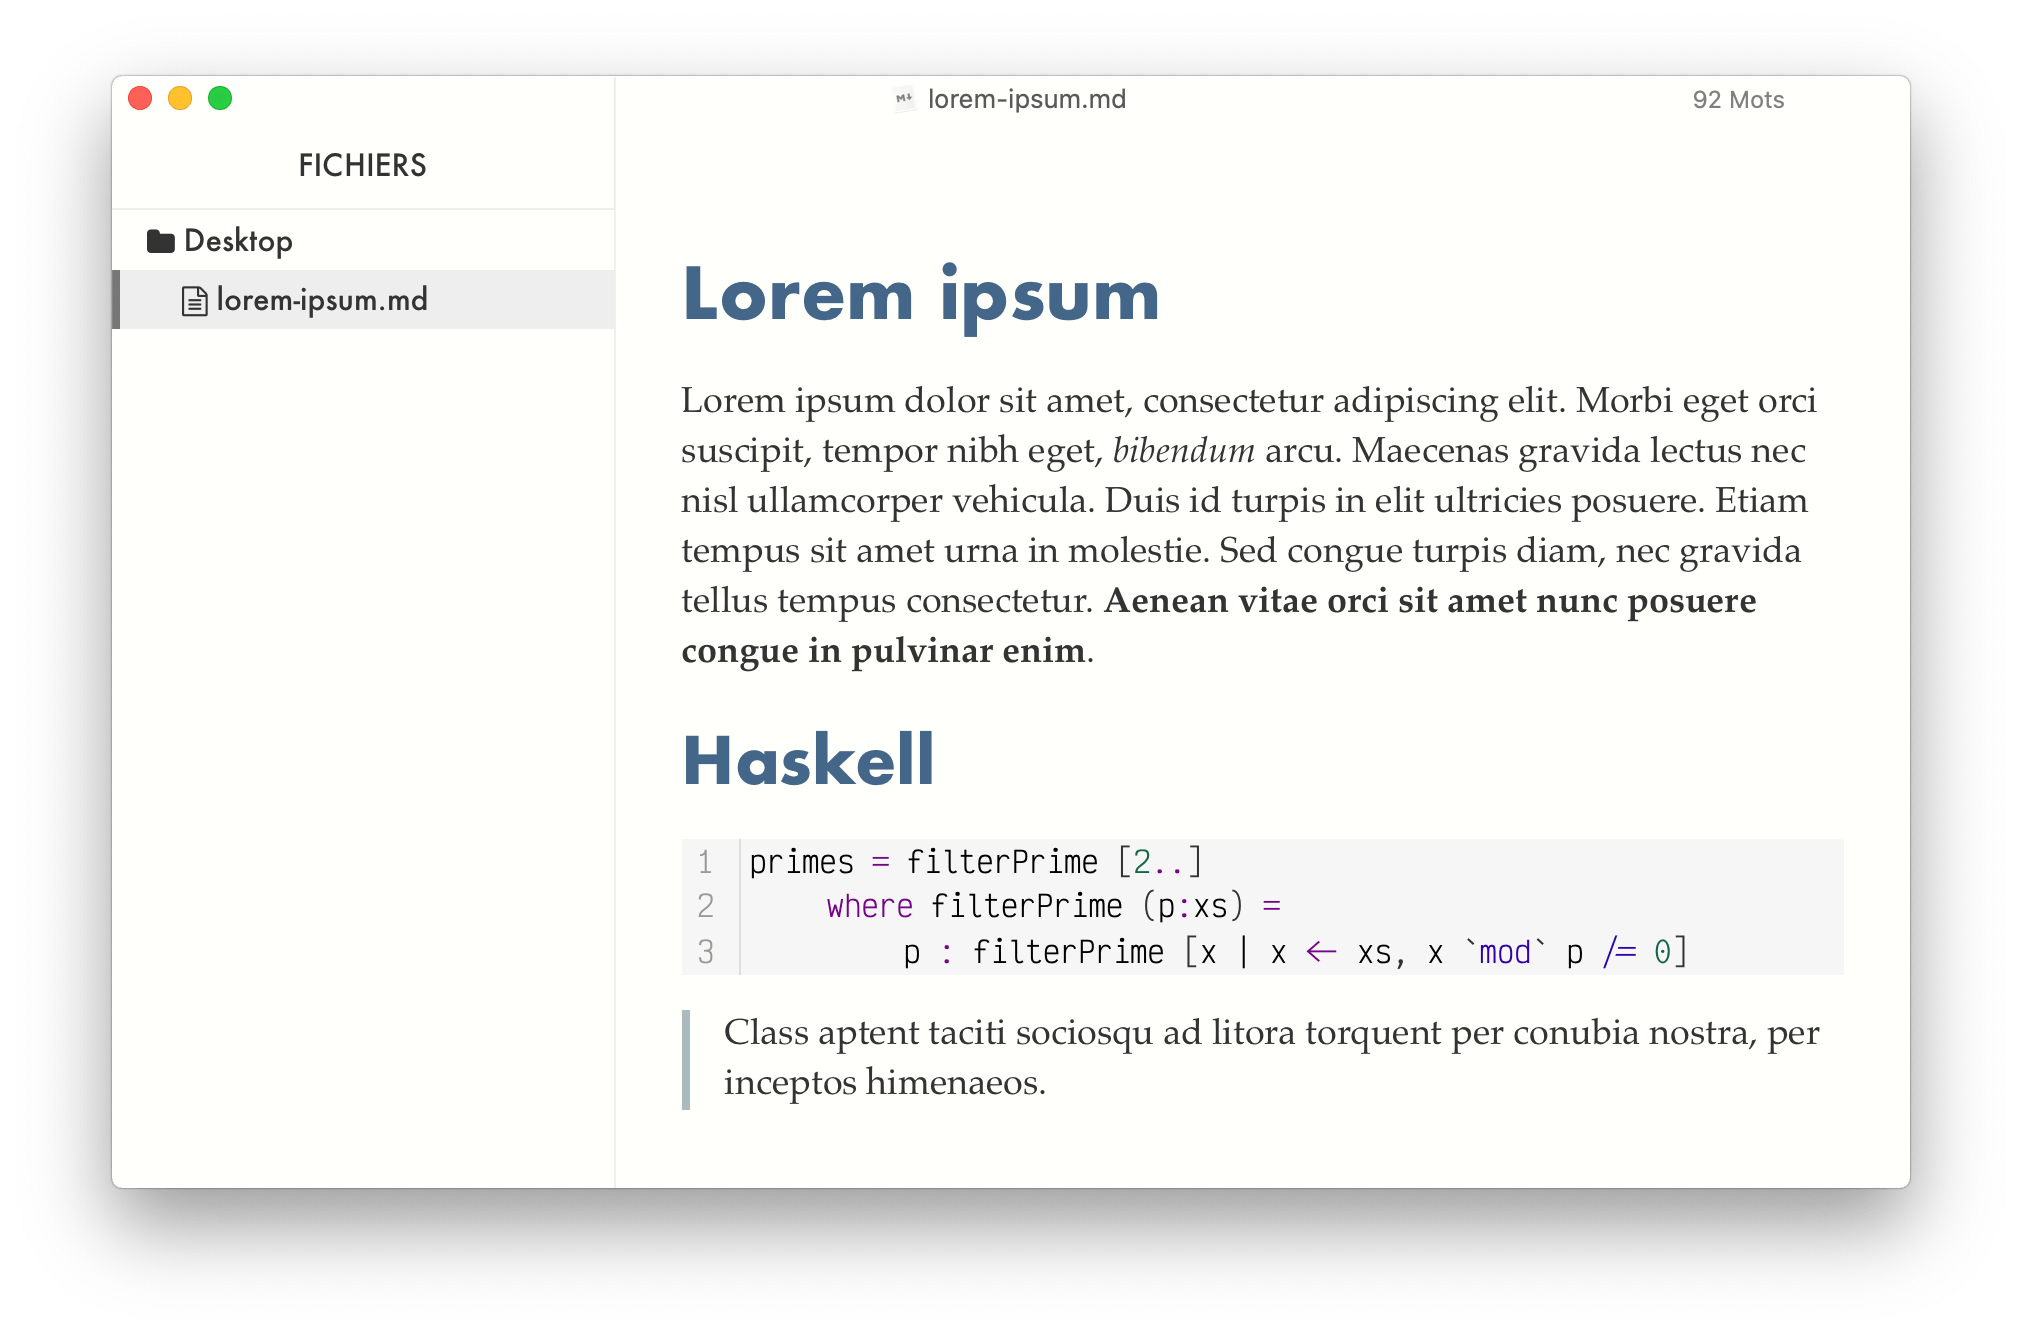 lorem-ipsum.md
92 Mots
FICHIERS
Desktop
lorem-ipsum.md
Lorem ipsum
Lorem ipsum dolor sit amet, consectetur adipiscing elit. Morbi eget orci
suscipit, tempor nibh eget, bibendum arcu. Maecenas gravida lectus nec
nisl ullamcorper vehicula. Duis id turpis in elit ultricies posuere. Etiam
tempus sit amet urna in molestie. Sed congue turpis diam, nec gravida
tellus tempus consectetur. Aenean vitae orci sit amet nunc posuere
congue in pulvinar enim.
Haskell
1 primes = filterPrime [2..]
2     where filterPrime (p:xs) =
3         p : filterPrime [x | x <- xs, x `mod` p /= 0]
Class aptent taciti sociosqu ad litora torquent per conubia nostra, per
inceptos himenaeos.